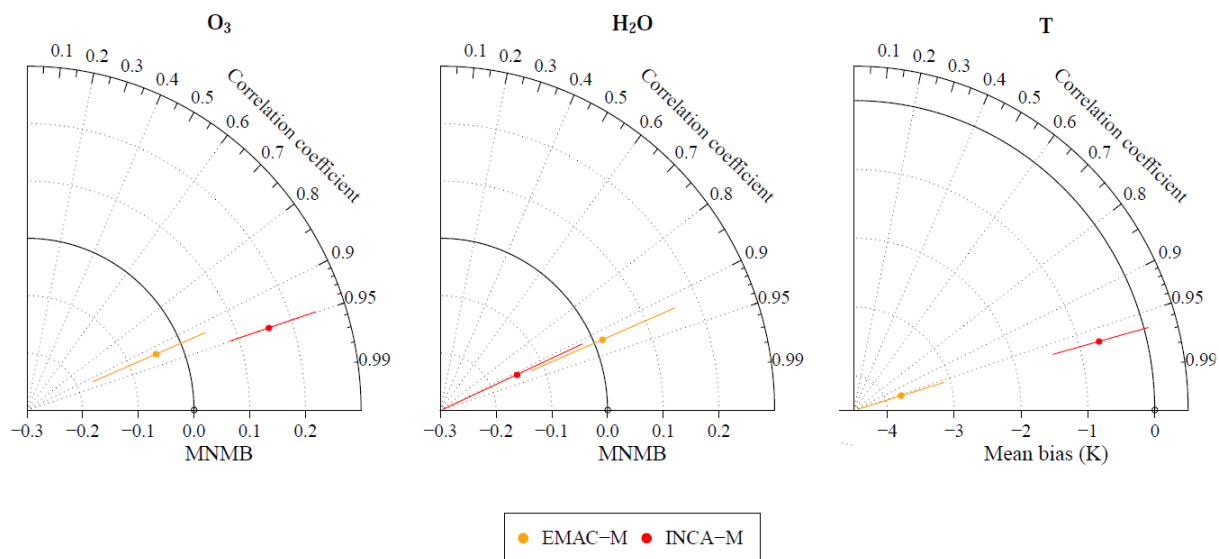 O₃
0.1 0.2 0.3 0.4 0.5 0.6 0.7 0.8 0.9 0.95 0.99
Correlation coefficient
−0.3 −0.2 −0.1 0.0 0.1 0.2
MNMB
H₂O
0.1 0.2 0.3 0.4 0.5 0.6 0.7 0.8 0.9 0.95 0.99
Correlation coefficient
−0.3 −0.2 −0.1 0.0 0.1 0.2
MNMB
T
0.1 0.2 0.3 0.4 0.5 0.6 0.7 0.8 0.9 0.95 0.99
Correlation coefficient
−4 −3 −2 −1 0
Mean bias (K)
EMAC−M INCA−M